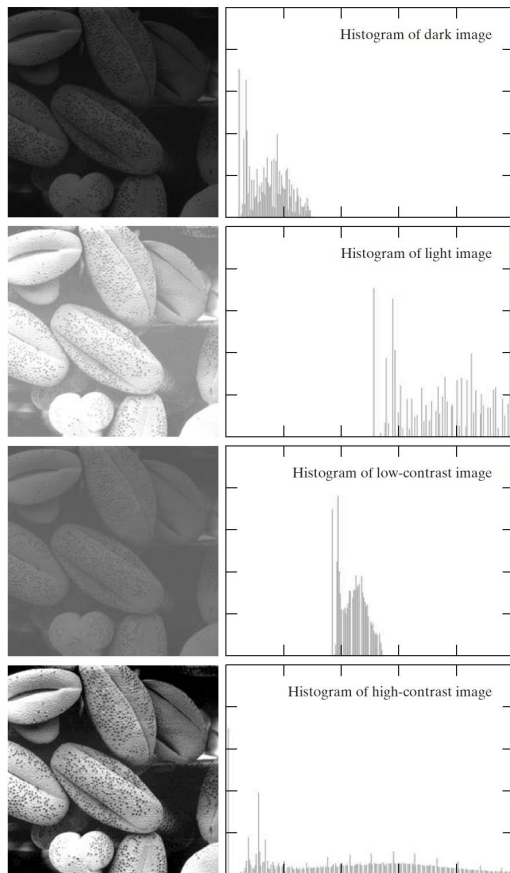 Histogram of dark image
Histogram of light image
Histogram of low-contrast image
Histogram of high-contrast image